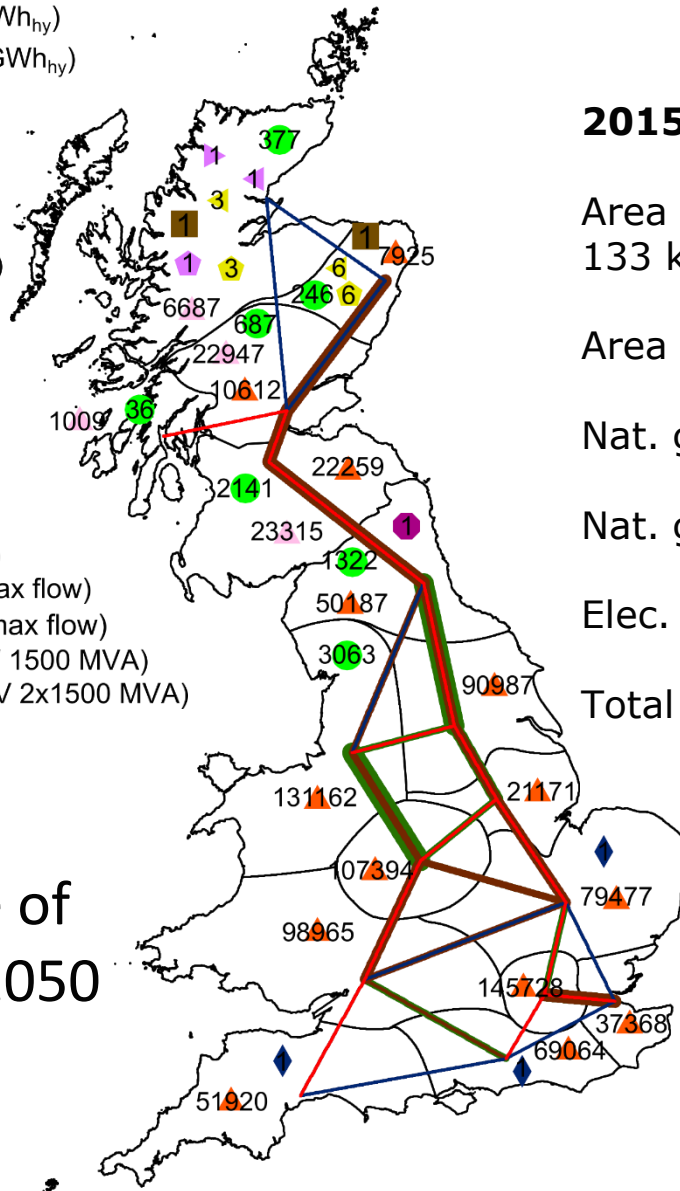 Wh_hy)
GWh_hy)
377
1
1
3
1
1
7925
1
3
6
246
6
6687
687
22947
10612
1009
36
22259
2141
23315
1
1322
50187
3063
90987
131162
21171
107394
1
79477
98965
145728
37368
69064
1
1
51920
ax flow)
max flow)
1500 MVA)
V 2x1500 MVA)
of
2050
2015
Area
133 k
Area
Nat. g
Nat. g
Elec.
Total